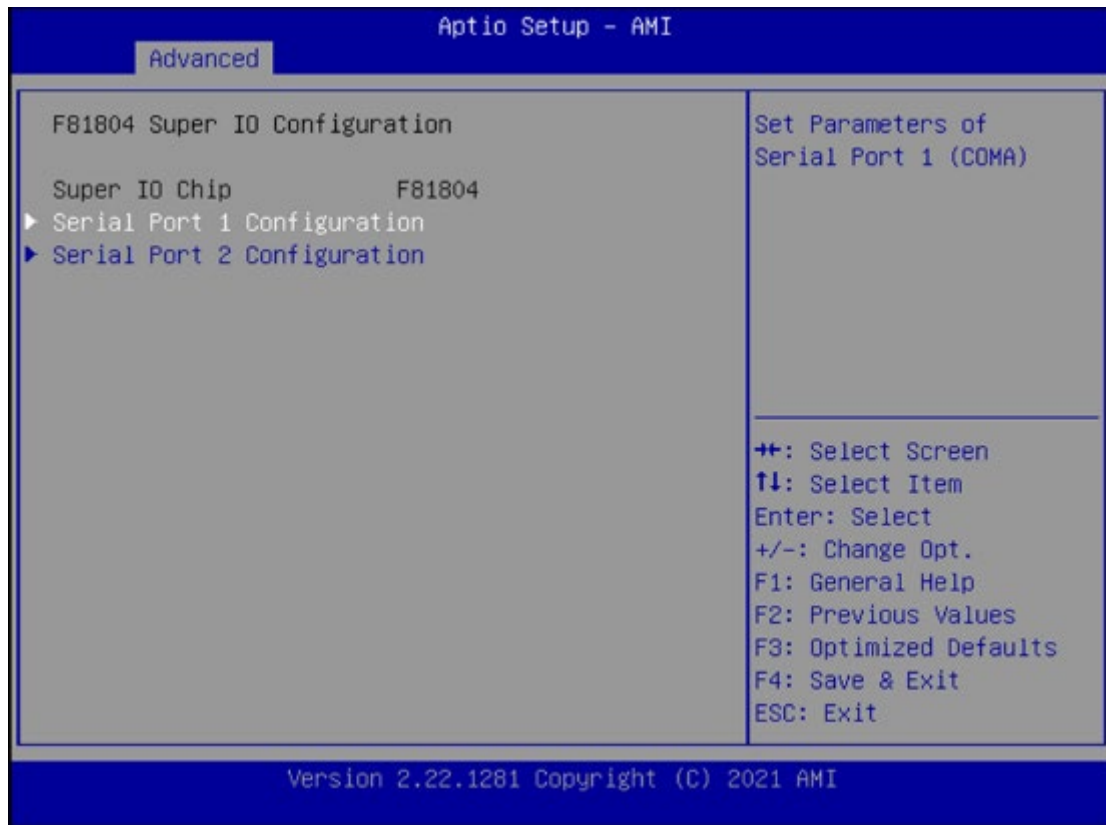 Aptio Setup – AMI
Advanced
F81804 Super IO Configuration
Super IO Chip F81804
Serial Port 1 Configuration
Serial Port 2 Configuration
Set Parameters of
Serial Port 1 (COMA)
→←: Select Screen
↑↓: Select Item
Enter: Select
+/-: Change Opt.
F1: General Help
F2: Previous Values
F3: Optimized Defaults
F4: Save & Exit
ESC: Exit
Version 2.22.1281 Copyright (C) 2021 AMI